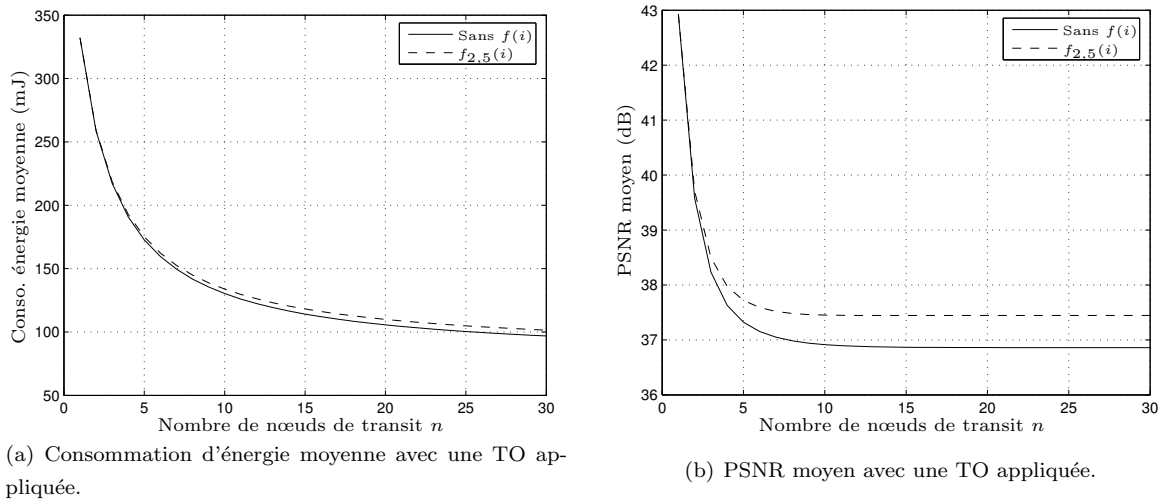 350
300
250
200
150
100
50
Conso. énergie moyenne (mJ)
Sans f(i)
f2,5(i)
0 5 10 15 20 25 30
Nombre de nœuds de transit n
(a) Consommation d'énergie moyenne avec une TO ap-
pliquée.
43
42
41
40
39
38
37
36
PSNR moyen (dB)
Sans f(i)
f2,5(i)
0 5 10 15 20 25 30
Nombre de nœuds de transit n
(b) PSNR moyen avec une TO appliquée.